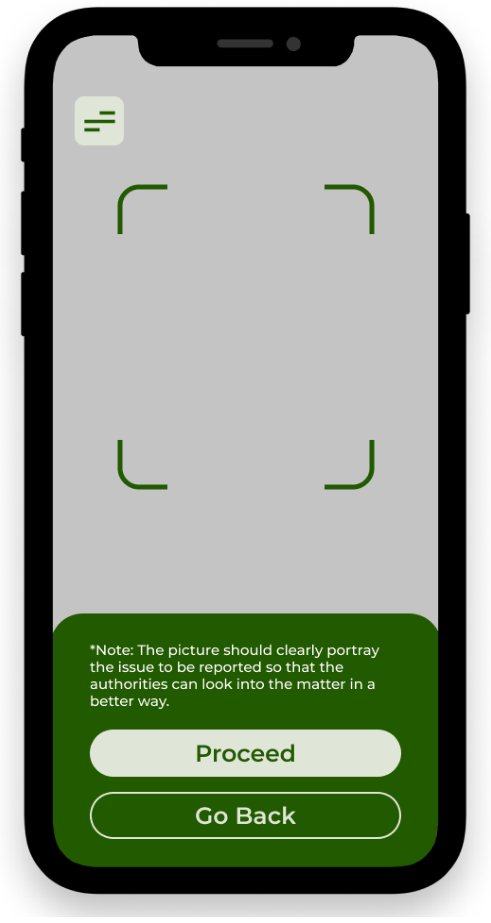 *Note: The picture should clearly portray
the issue to be reported so that the
authorities can look into the matter in a
better way.
Proceed
Go Back